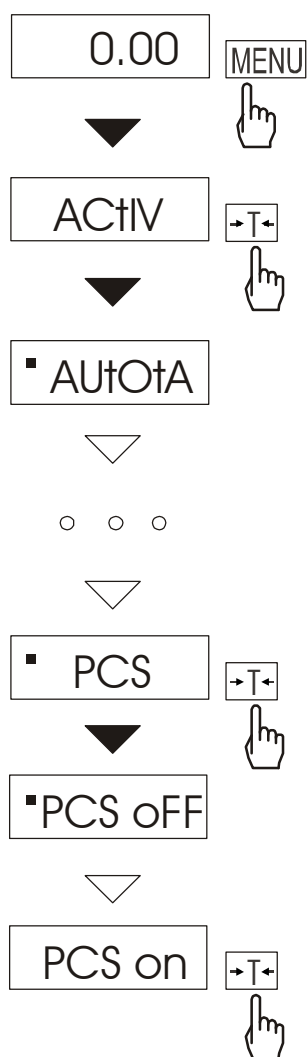 0.00 MENU
ACtIV →T←
AUtOtA
PCS →T←
PCS oFF
PCS on →T←